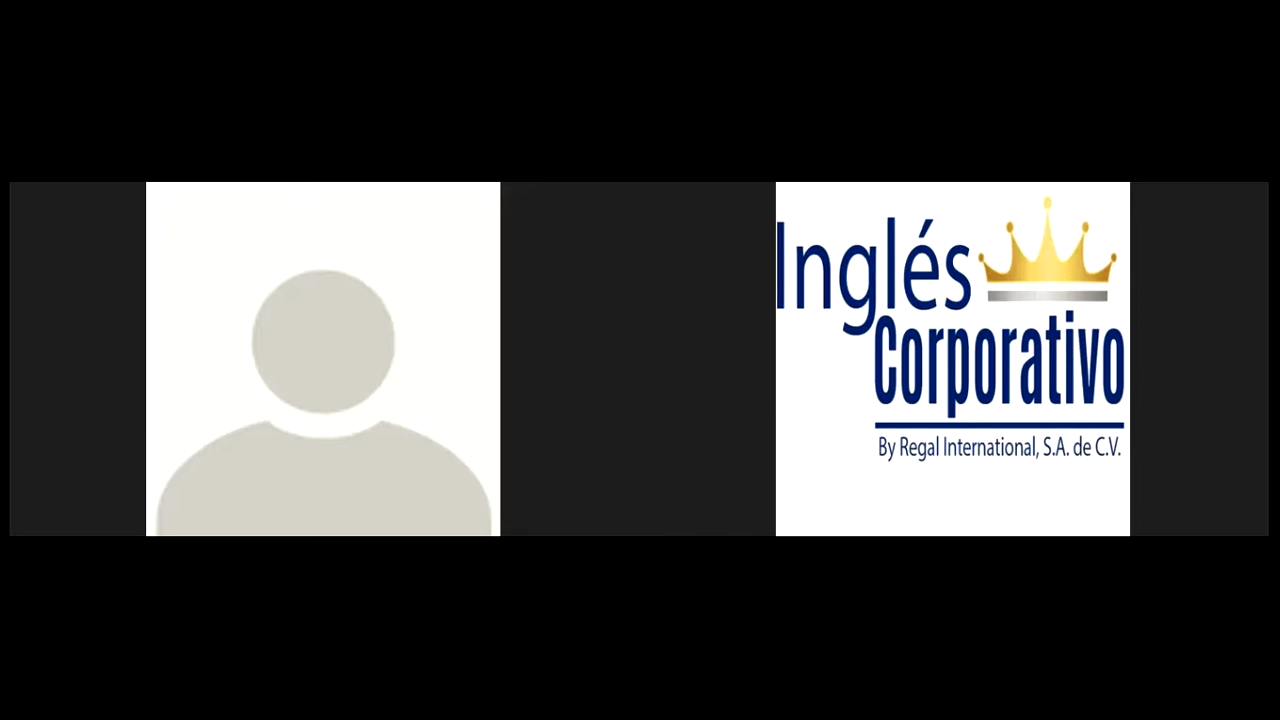 Inglés
Corporativo
By Regal International, S.A. de C.V.